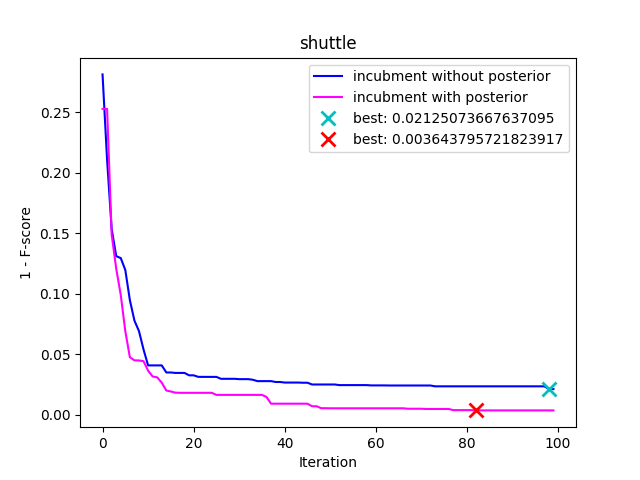 shuttle
incubment without posterior
incubment with posterior
best: 0.02125073667637095
best: 0.003643795721823917
1 - F-score
0.25
0.20
0.15
0.10
0.05
0.00
0 20 40 60 80 100
Iteration